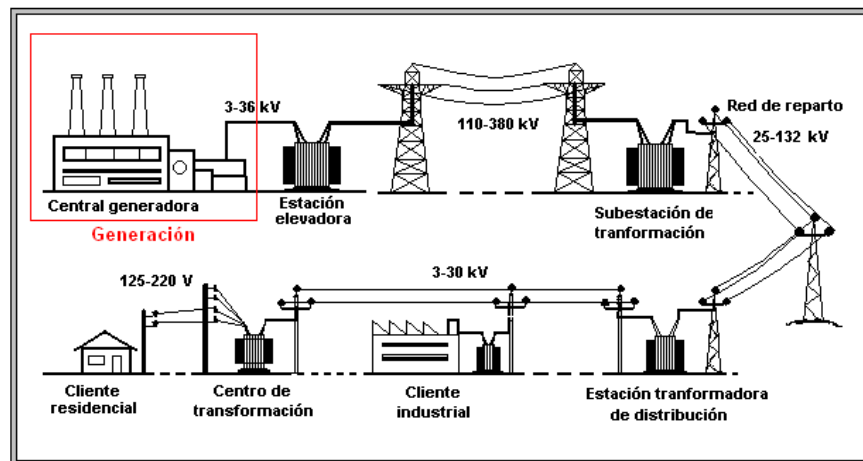 3-36 kV
110-380 kV
Red de reparto
25-132 kV
Central generadora
Generación
Estación
elevadora
Subestación de
tranformación
125-220 V
3-30 kV
Cliente
residencial
Centro de
transformación
Cliente
industrial
Estación tranformadora
de distribución